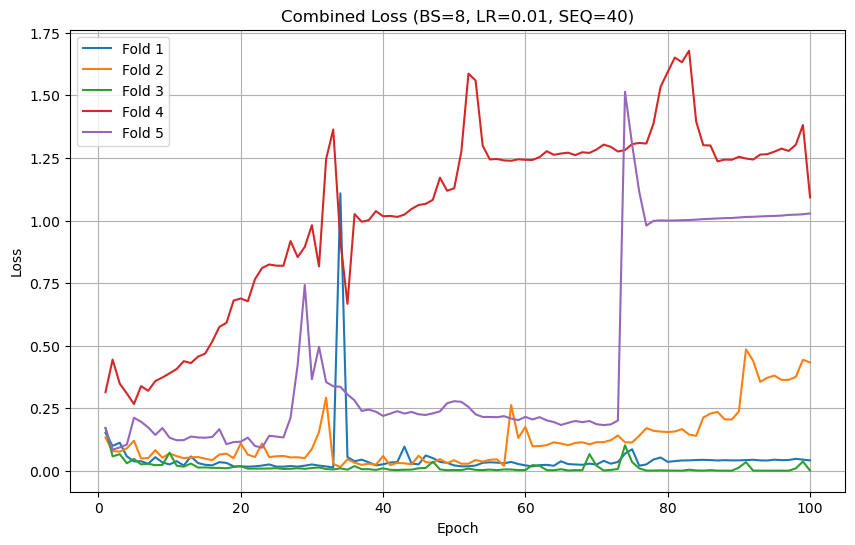 Combined Loss (BS=8, LR=0.01, SEQ=40)
1.75
1.50
1.25
1.00
0.75
0.50
0.25
0.00
Loss
Fold 1
Fold 2
Fold 3
Fold 4
Fold 5
0 20 40 60 80 100
Epoch